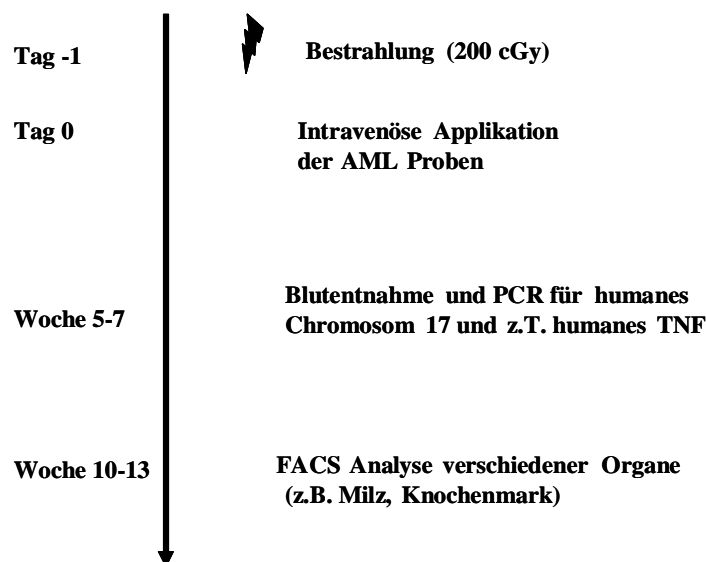 Tag -1
Bestrahlung (200 cGy)
Tag 0
Intravenöse Applikation
der AML Proben
Woche 5-7
Blutentnahme und PCR für humanes
Chromosom 17 und z.T. humanes TNF
Woche 10-13
FACS Analyse verschiedener Organe
(z.B. Milz, Knochenmark)